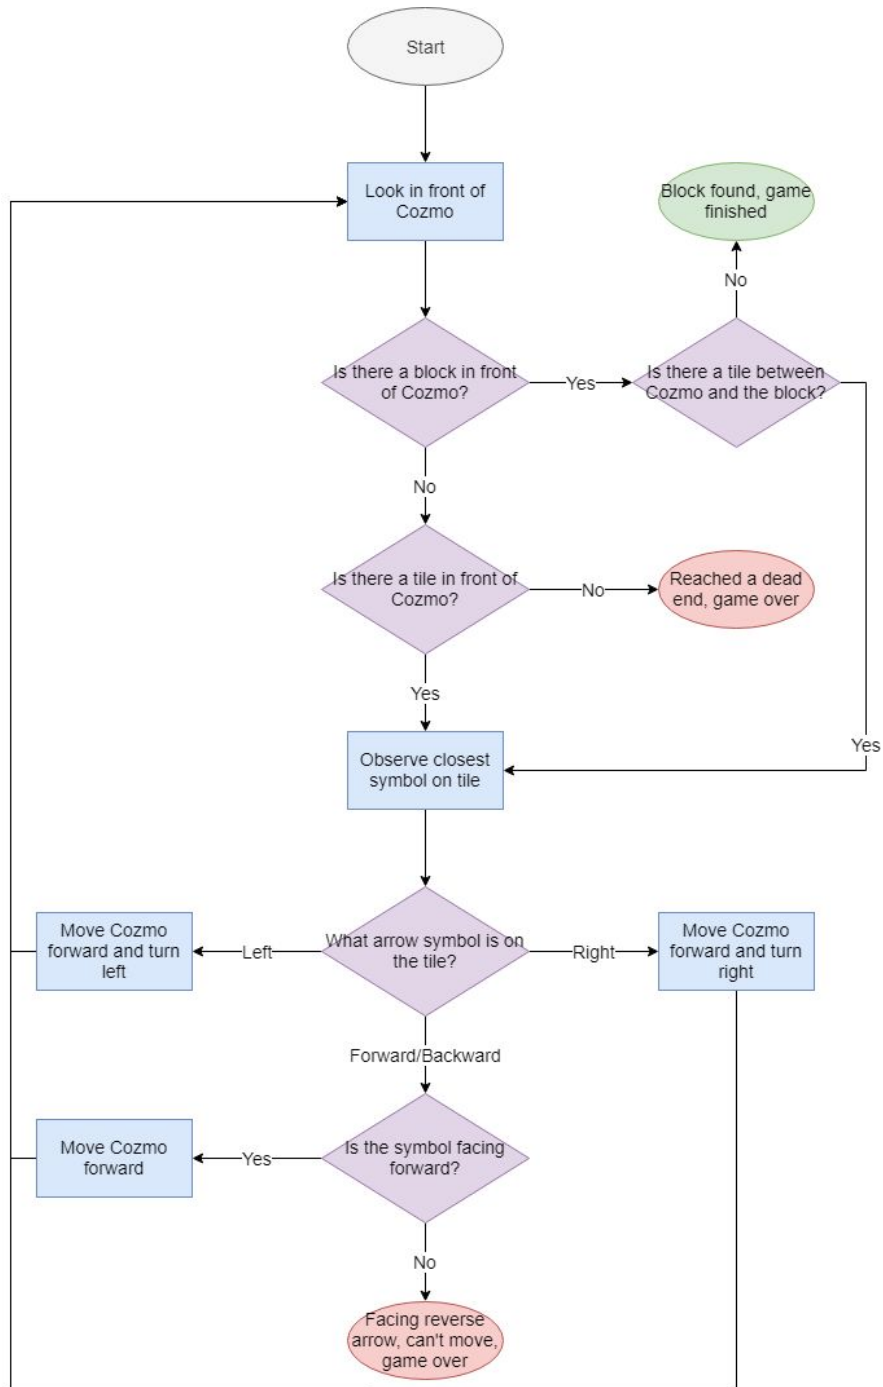 Start
Look in front of
Cozmo
Block found, game
finished
No
Is there a block in front
of Cozmo?
Yes
Is there a tile between
Cozmo and the block?
No
Is there a tile in front of
Cozmo?
No
Reached a dead
end, game over
Yes
Yes
Observe closest
symbol on tile
Move Cozmo
forward and turn
left
Left
What arrow symbol is on
the tile?
Right
Move Cozmo
forward and turn
right
Forward/Backward
Move Cozmo
forward
Yes
Is the symbol facing
forward?
No
Facing reverse
arrow, can't move,
game over